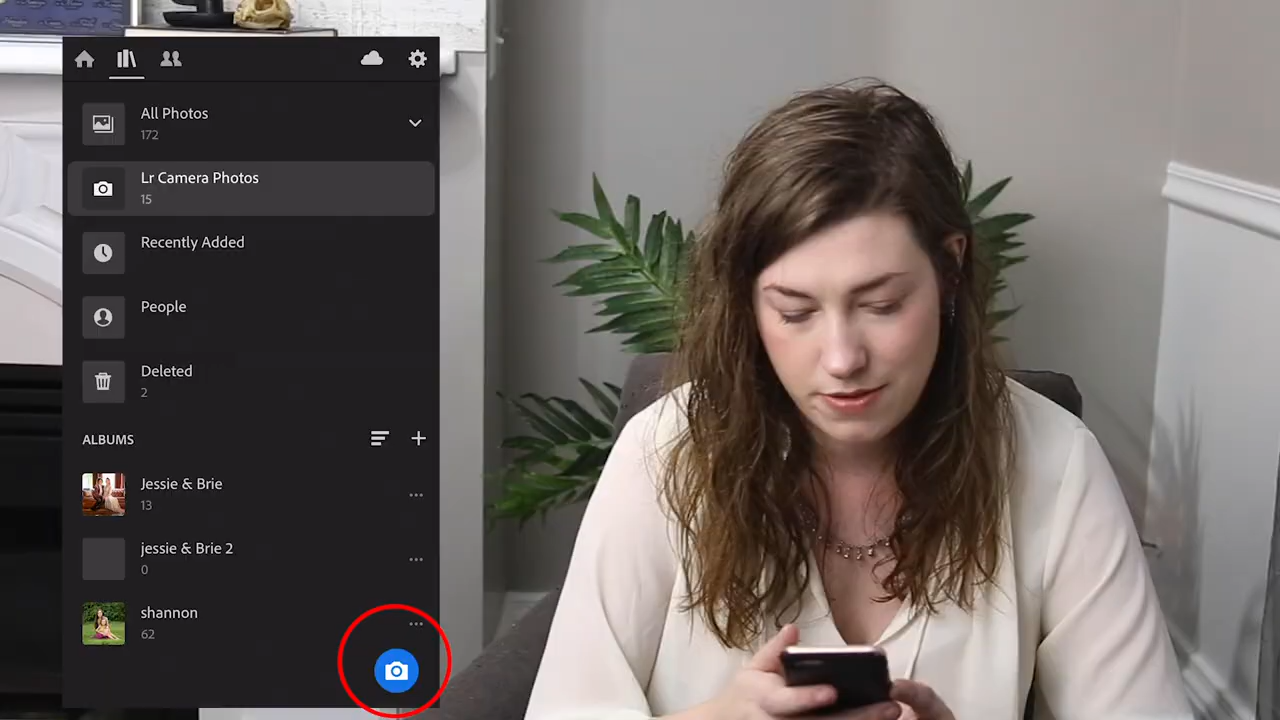 All Photos
172
Lr Camera Photos
15
Recently Added
People
Deleted
2
ALBUMS
Jessie & Brie
13
jessie & Brie 2
0
shannon
62